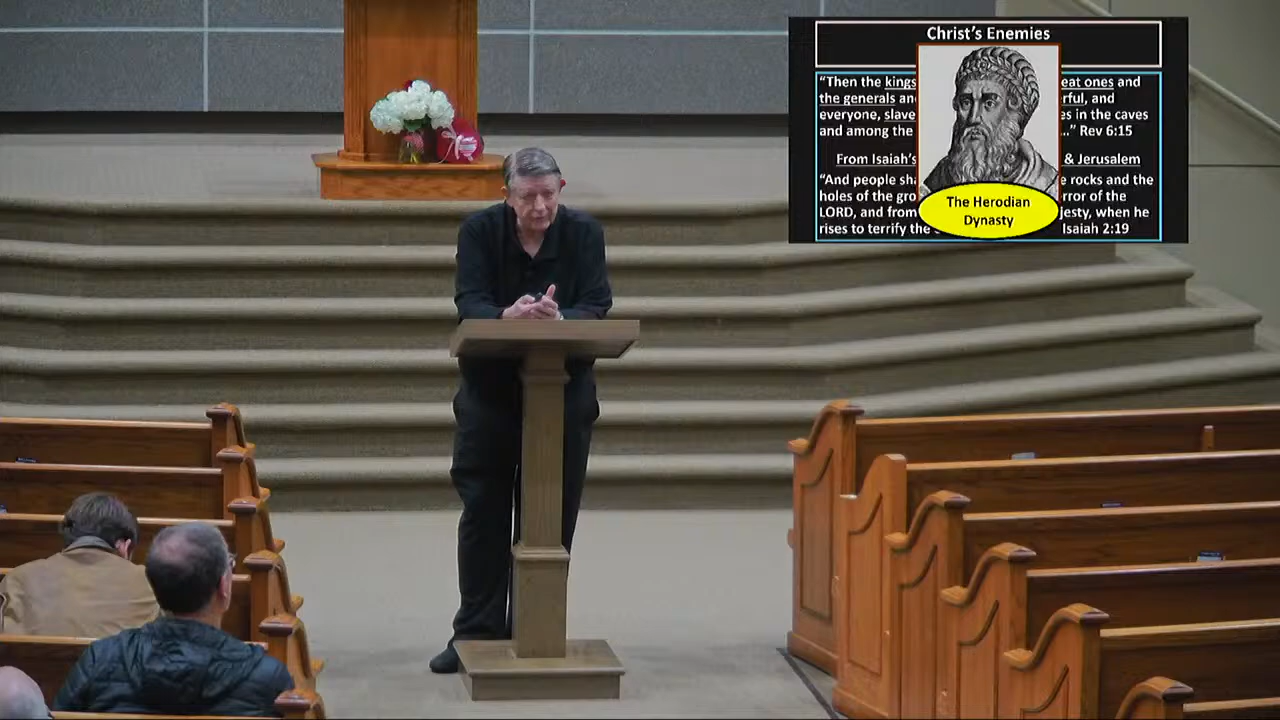 Christ's Enemies
"Then the kings eat ones and
the generals an rful, and
everyone, slave es in the caves
and among the ..." Rev 6:15
From Isaiah's & Jerusalem
"And people sh e rocks and the
holes of the gro rror of the
LORD, and from jesty, when he
rises to terrify the Isaiah 2:19
The Herodian
Dynasty